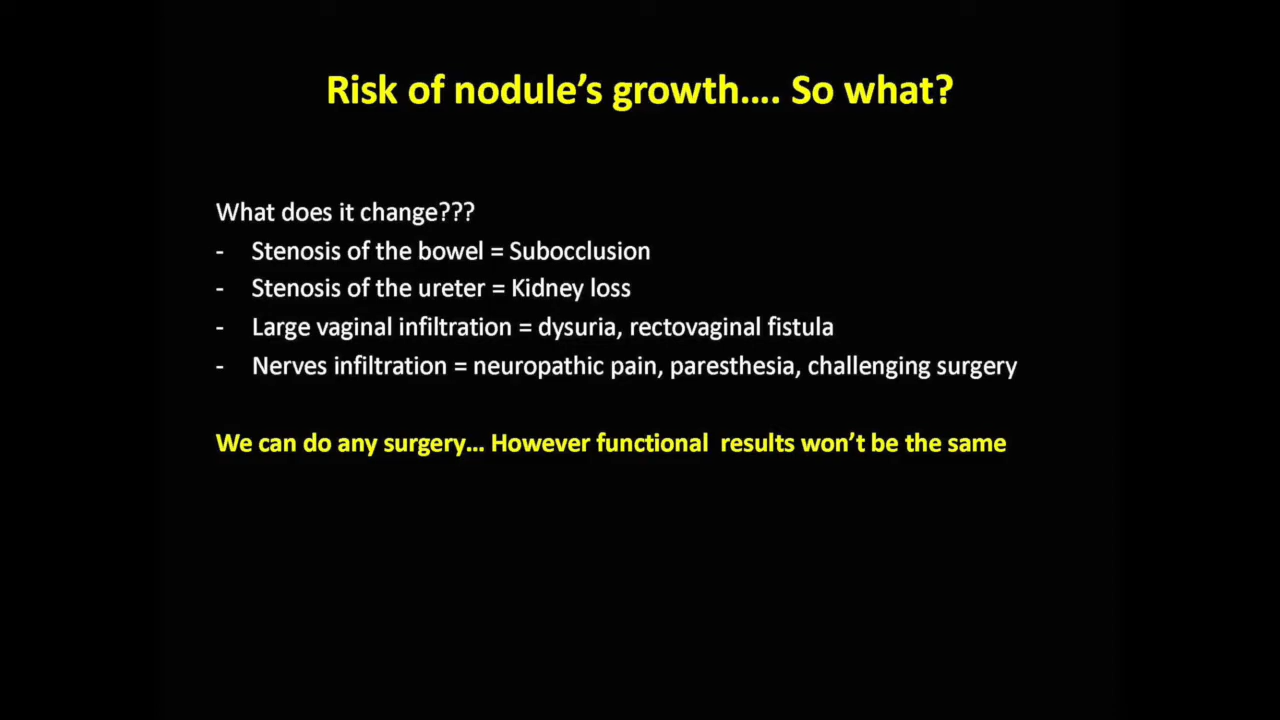 Risk of nodule’s growth…. So what?
What does it change???
- Stenosis of the bowel = Subocclusion
- Stenosis of the ureter = Kidney loss
- Large vaginal infiltration = dysuria, rectovaginal fistula
- Nerves infiltration = neuropathic pain, paresthesia, challenging surgery
We can do any surgery… However functional  results won’t be the same